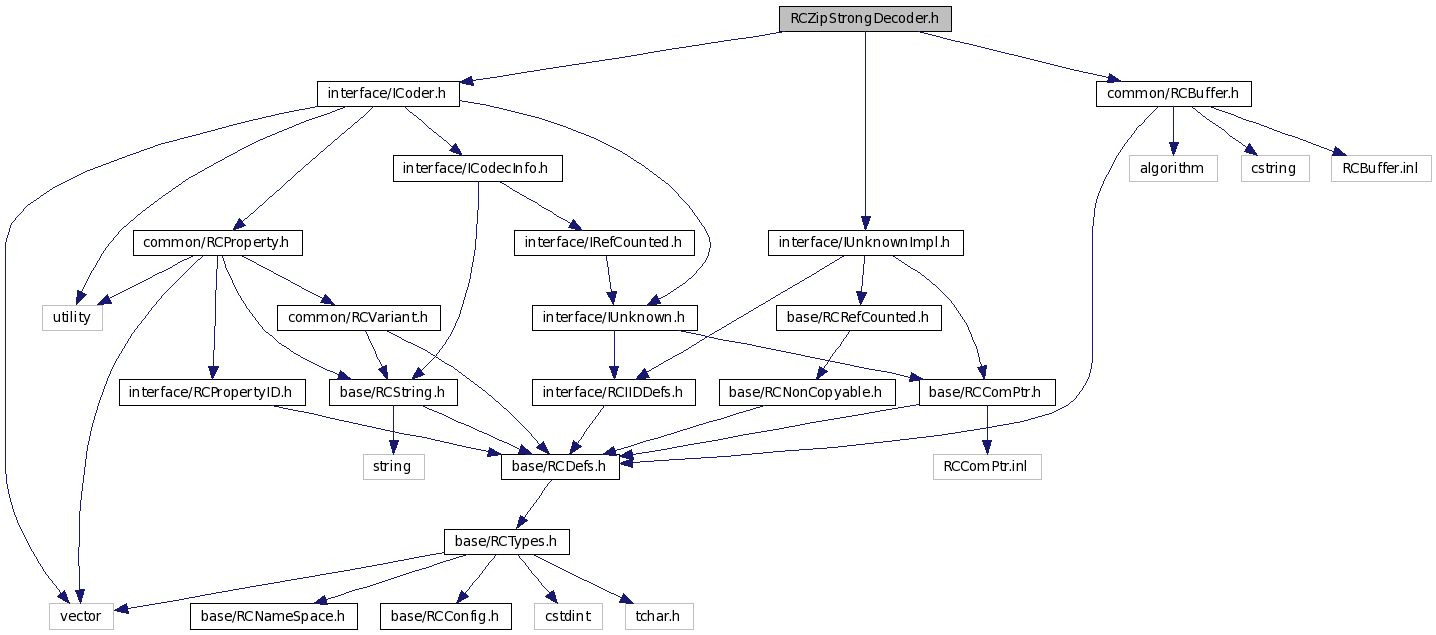 RCZipStrongDecoder.h
interface/ICoder.h
common/RCBuffer.h
interface/ICodecInfo.h
algorithm
cstring
RCBuffer.inl
common/RCProperty.h
interface/IRefCounted.h
interface/IUnknownImpl.h
utility
common/RCVariant.h
interface/IUnknown.h
base/RCRefCounted.h
interface/RCPropertyID.h
base/RCString.h
interface/RCIIDDefs.h
base/RCNonCopyable.h
base/RCComPtr.h
string
base/RCDefs.h
RCComPtr.inl
base/RCTypes.h
vector
base/RCNameSpace.h
base/RCConfig.h
cstdint
tchar.h